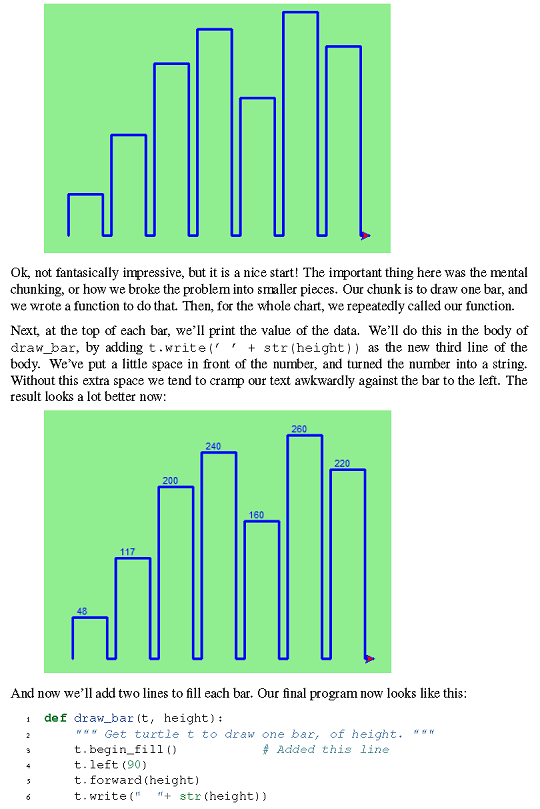 Ok, not fantasically impressive, but it is a nice start! The important thing here was the mental
chunking, or how we broke the problem into smaller pieces. Our chunk is to draw one bar, and
we wrote a function to do that. Then, for the whole chart, we repeatedly called our function.
Next, at the top of each bar, we'll print the value of the data. We'll do this in the body of
draw_bar, by adding t.write(' ' + str(height)) as the new third line of the
body. We've put a little space in front of the number, and turned the number into a string.
Without this extra space we tend to cramp our text awkwardly against the bar to the left. The
result looks a lot better now:
48
117
200
240
160
260
220
And now we'll add two lines to fill each bar. Our final program now looks like this:
1 def draw_bar(t, height):
2 """ Get turtle t to draw one bar, of height. """
3 t.begin_fill() # Added this line
4 t.left(90)
5 t.forward(height)
6 t.write("  "+ str(height))